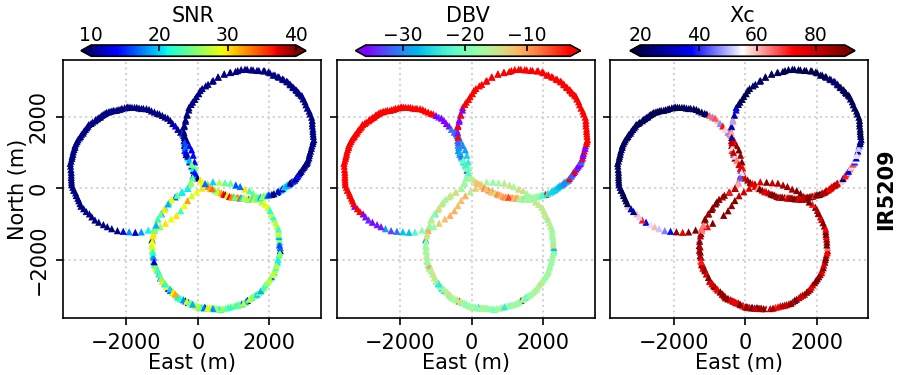 SNR
DBV
Xc
10 20 30 40
−30 −20 −10
20 40 60 80
North (m)
2000
0
−2000
−2000 0 2000
−2000 0 2000
−2000 0 2000
East (m)
East (m)
East (m)
IR5209